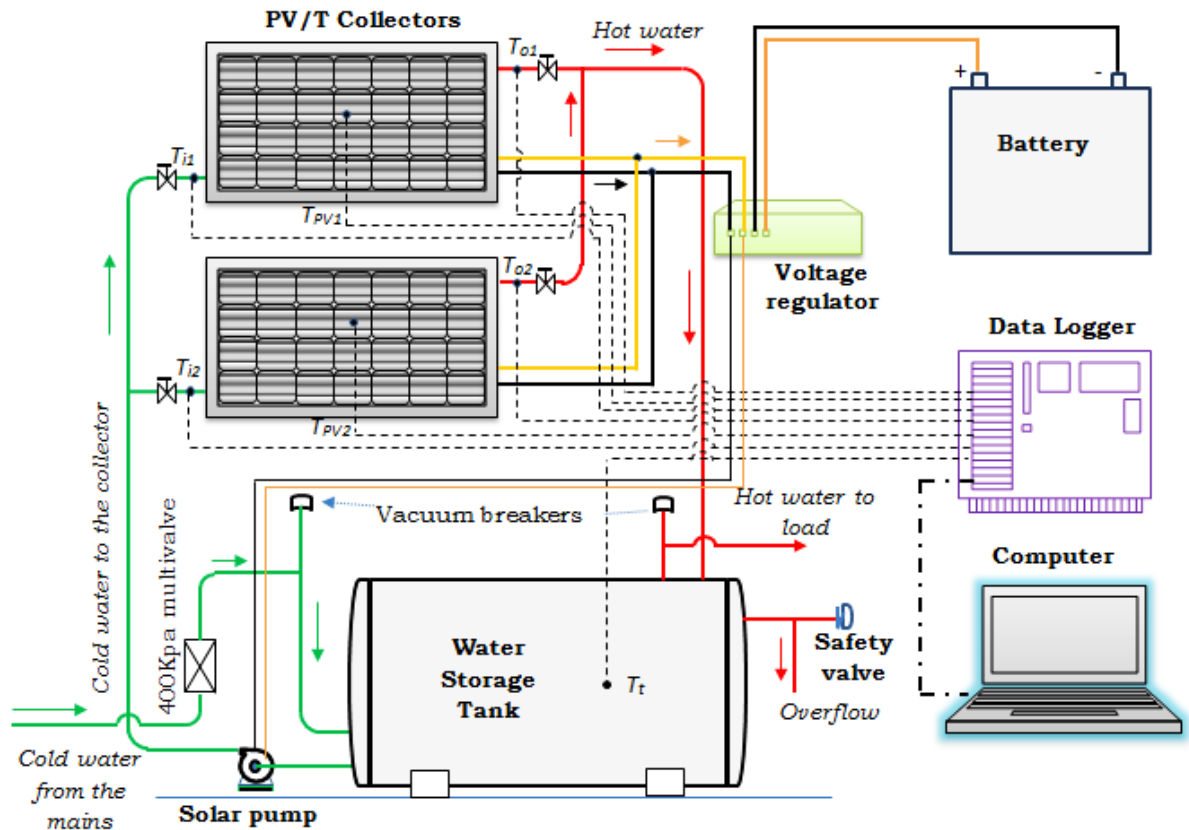 PV/T Collectors
Hot water
To1
Ti1
TPV1
+
-
Battery
To2
Voltage
regulator
Ti2
TPV2
Data Logger
Cold water to the collector
400Kpa multivalve
Vacuum breakers
Hot water to
load
Computer
Water
Storage
Tank
Tt
Safety
valve
Overflow
Cold water
from the
mains
Solar pump